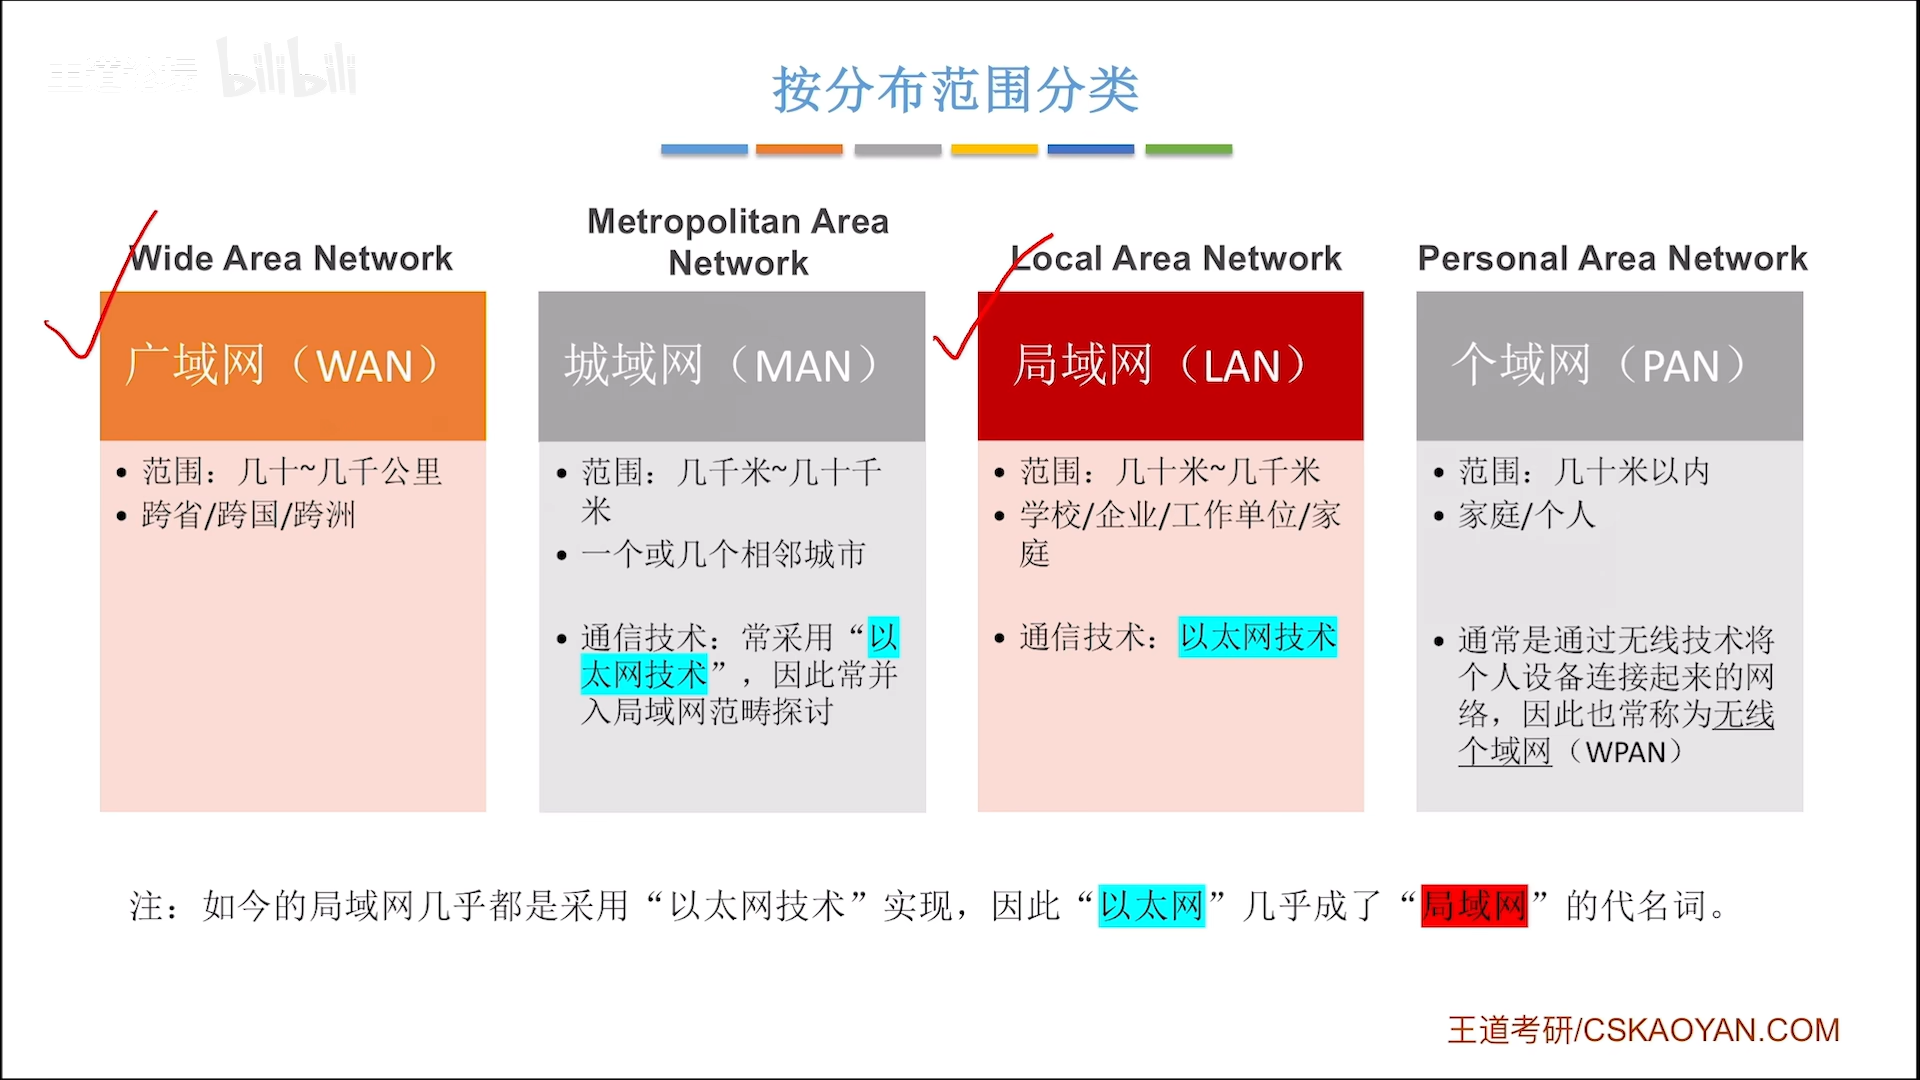 王道论坛 bilibili
按分布范围分类
Wide Area Network
广域网（WAN）
• 范围：几十~几千公里
• 跨省/跨国/跨洲
Metropolitan Area
Network
城域网（MAN）
• 范围：几千米~几十千
米
• 一个或几个相邻城市
• 通信技术：常采用“以
太网技术”，因此常并
入局域网范畴探讨
Local Area Network
局域网（LAN）
• 范围：几十米~几千米
• 学校/企业/工作单位/家
庭
• 通信技术：以太网技术
Personal Area Network
个域网（PAN）
• 范围：几十米以内
• 家庭/个人
• 通常是通过无线技术将
个人设备连接起来的网
络，因此也常称为无线
个域网（WPAN）
注：如今的局域网几乎都是采用“以太网技术”实现，因此“以太网”几乎成了“局域网”的代名词。
王道考研/CSKAOYAN.COM